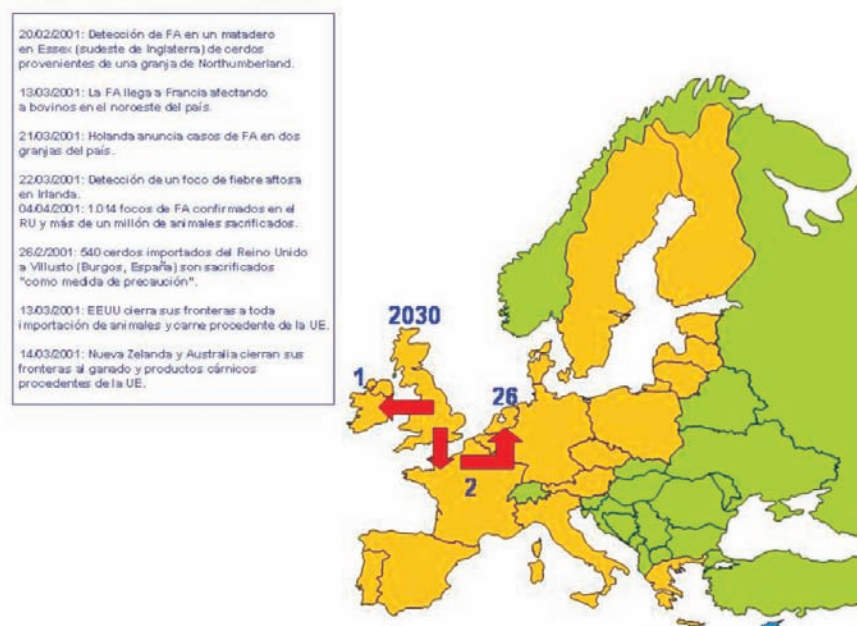 20/02/2001: Detección de FA en un matadero
en Essex (sudeste de Inglaterra) de cerdos
provenientes de una granja de Northumberland.
13/03/2001: La FA llega a Francia afectando
a bovinos en el noroeste del país.
21/03/2001: Holanda anuncia casos de FA en dos
granjas del país.
22/03/2001: Detección de un foco de fiebre aftosa
en Irlanda.
04/04/2001: 1.014 focos de FA confirmados en el
RU y más de un millón de animales sacrificados.
26/2/2001: 540 cerdos importados del Reino Unido
a Villusto (Burgos, España) son sacrificados
"como medida de precaución".
13/03/2001: EEUU cierra sus fronteras a toda
importación de animales y carne procedente de la UE.
14/03/2001: Nueva Zelanda y Australia cierran sus
fronteras al ganado y productos cárnicos
procedentes de la UE.
2030
1
26
2